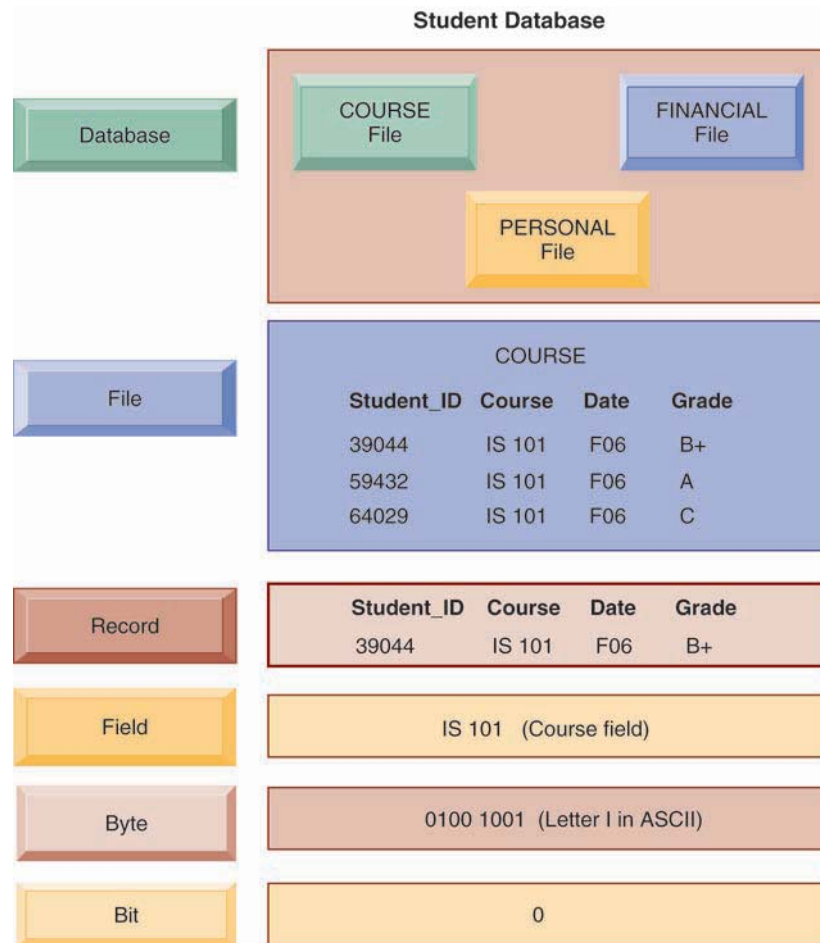 Student Database
Database
COURSE
File
FINANCIAL
File
PERSONAL
File
File
COURSE
Student_ID Course Date Grade
39044 IS 101 F06 B+
59432 IS 101 F06 A
64029 IS 101 F06 C
Record
Student_ID Course Date Grade
39044 IS 101 F06 B+
Field
IS 101 (Course field)
Byte
0100 1001 (Letter I in ASCII)
Bit
0